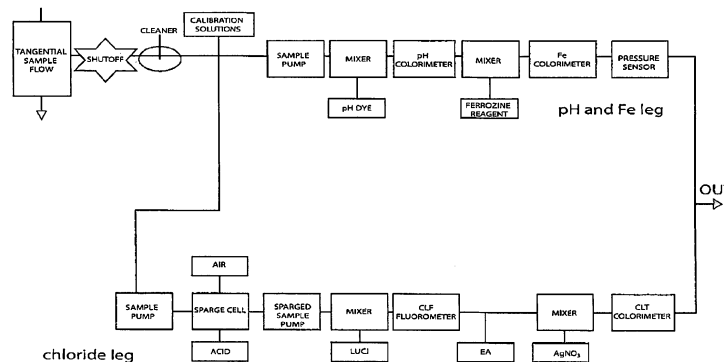 CALIBRATION
SOLUTIONS
CLEANER
TANGENTIAL
SAMPLE
FLOW
SHUTOFF
SAMPLE
PUMP
MIXER
pH
COLORIMETER
MIXER
Fe
COLORIMETER
PRESSURE
SENSOR
pH DYE
FERROZINE
REAGENT
pH and Fe leg
OU
AIR
SAMPLE
PUMP
SPARGE CELL
SPARGED
SAMPLE
PUMP
MIXER
CLF
FLUOROMETER
MIXER
CLT
COLORIMETER
ACID
LUCJ
EA
AgNO₃
chloride leg